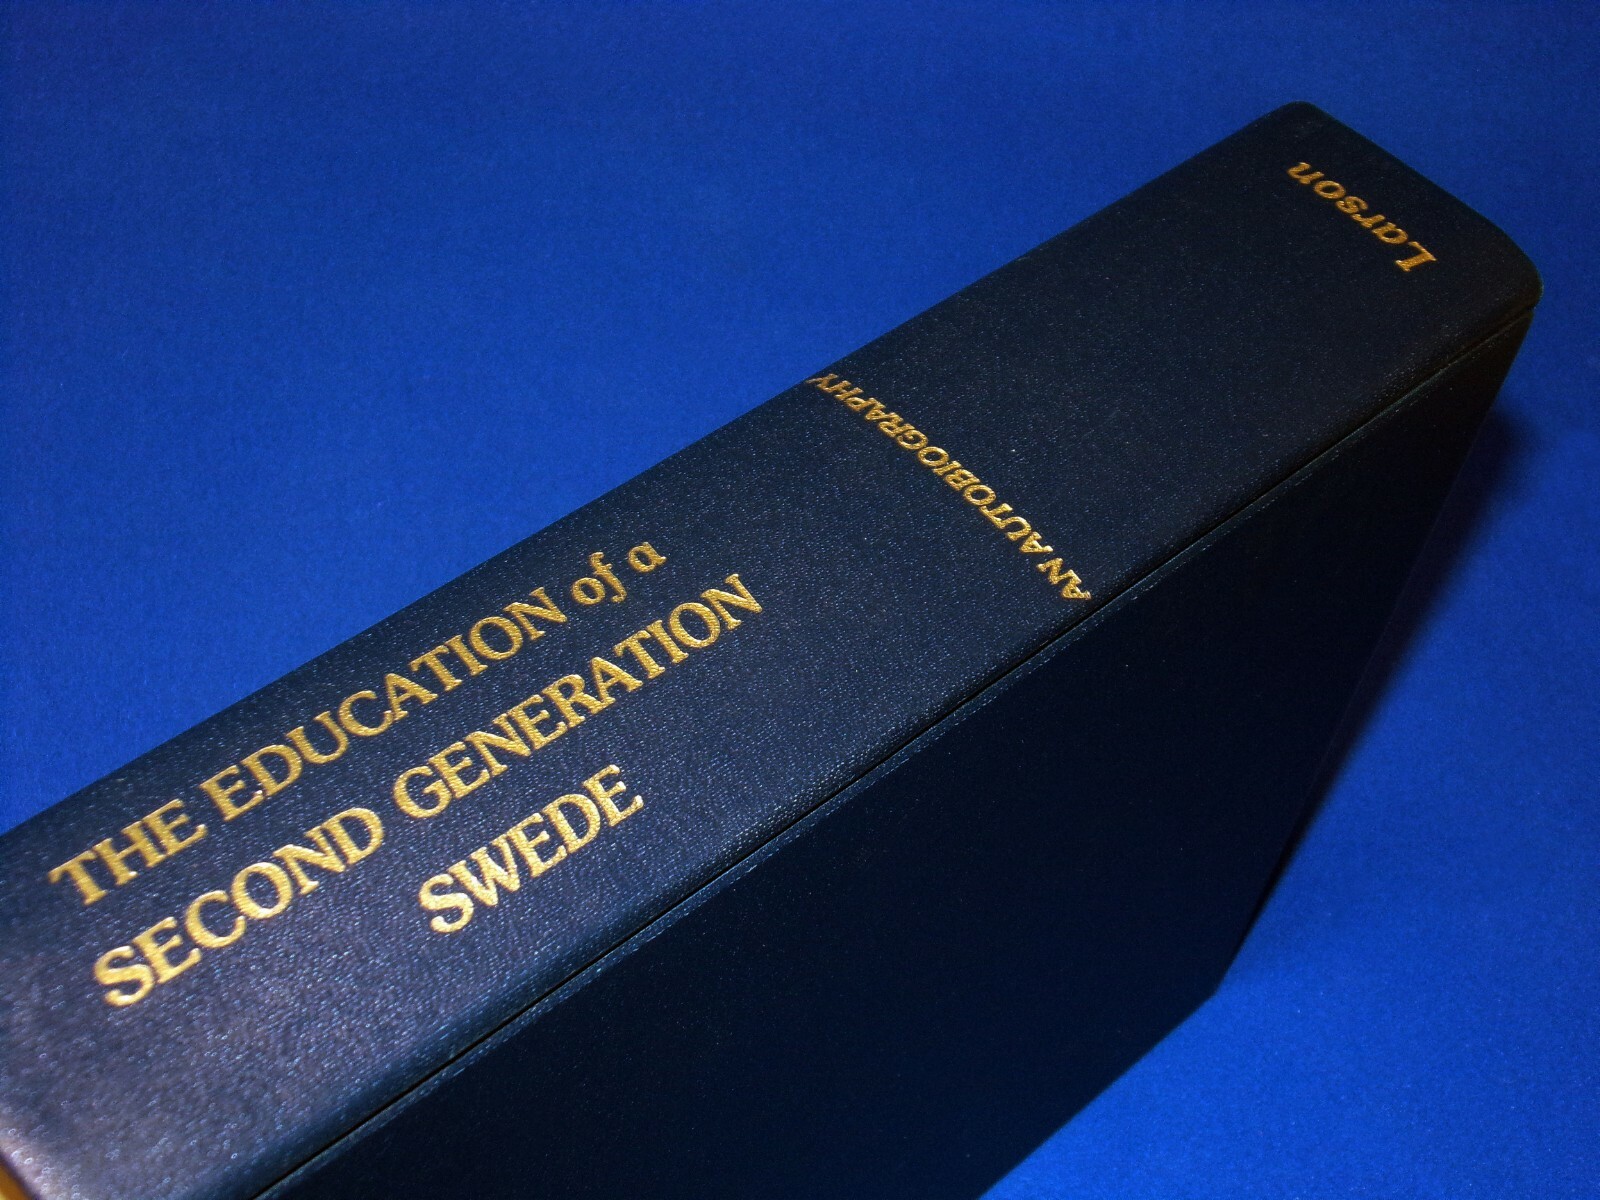 THE EDUCATION of a
SECOND GENERATION
SWEDE
AN AUTOBIOGRAPHY
Larson